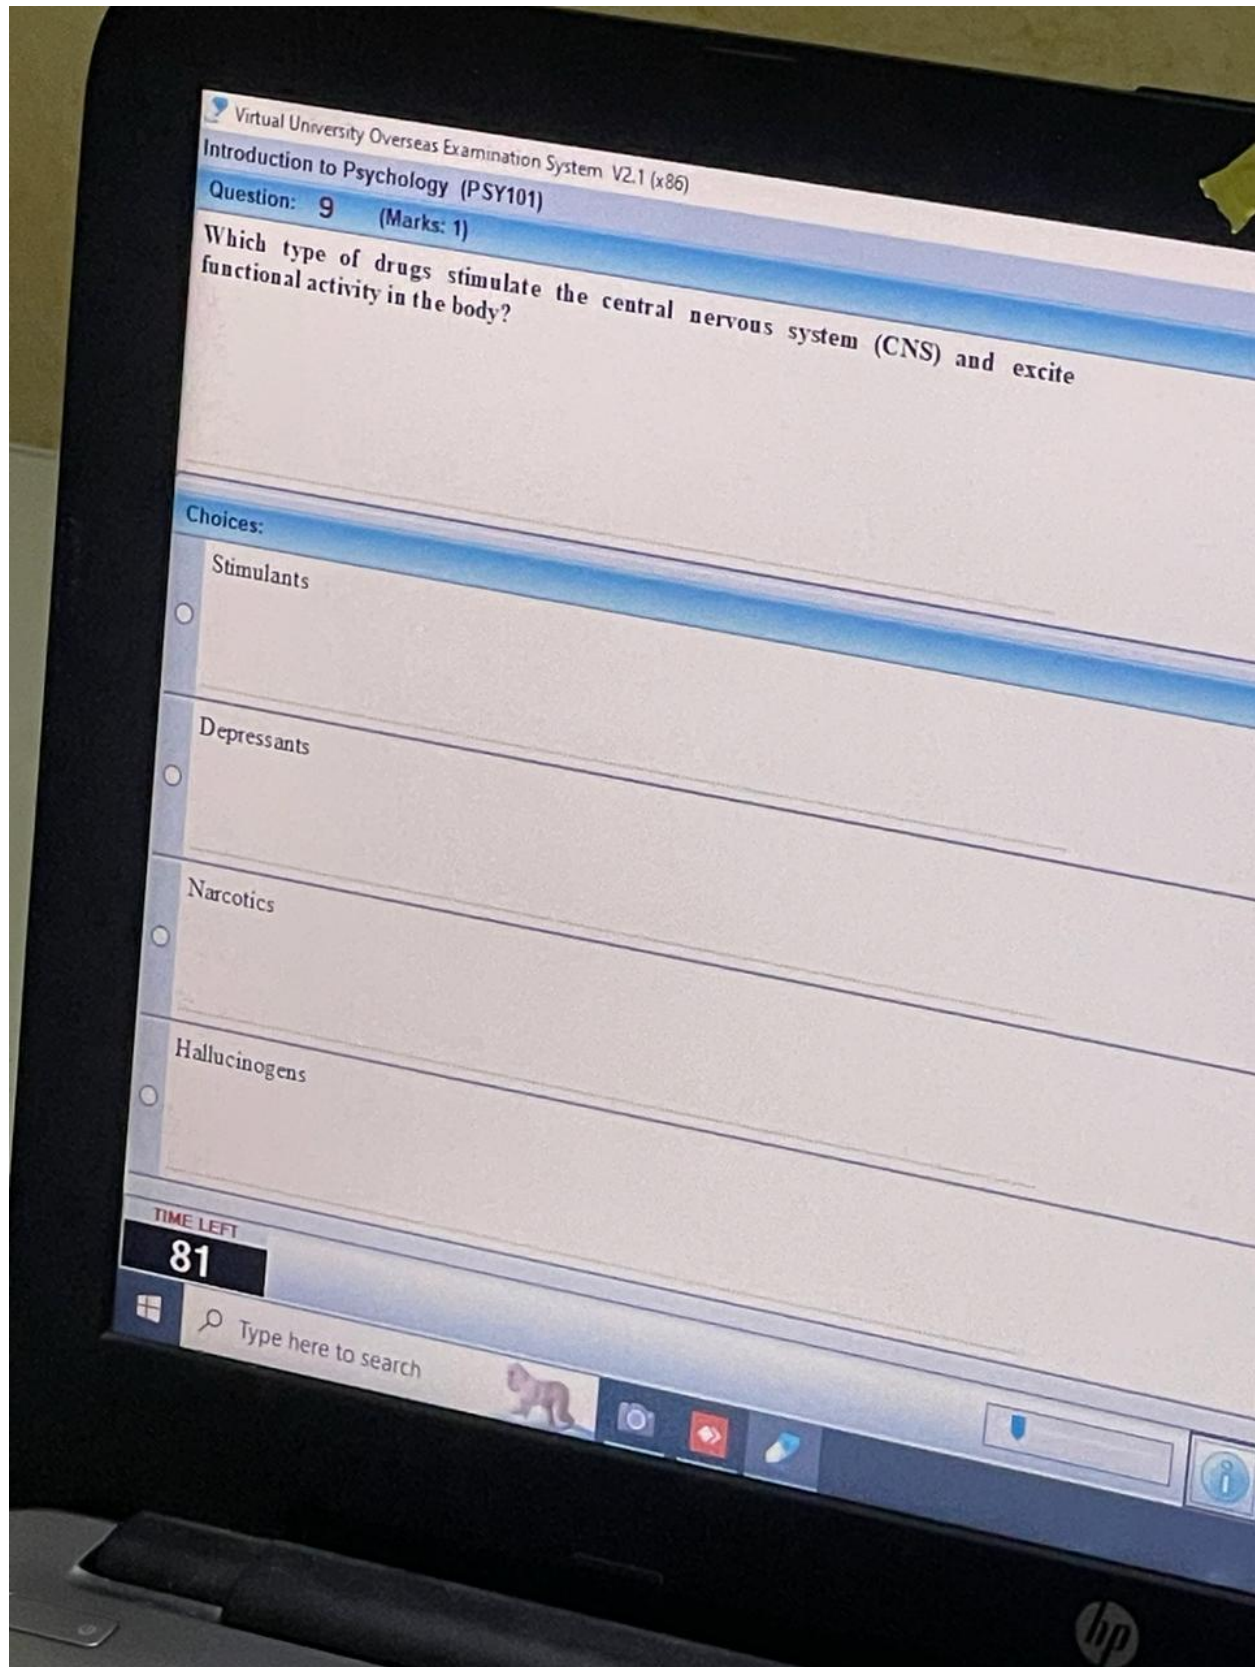 Virtual University Overseas Examination System V2.1 (x86)
Introduction to Psychology (PSY101)
Question: 9 (Marks: 1)
Which type of drugs stimulate the central nervous system (CNS) and excite
functional activity in the body?
Choices:
Stimulants
Depressants
Narcotics
Hallucinogens
TIME LEFT
81
Type here to search
hp